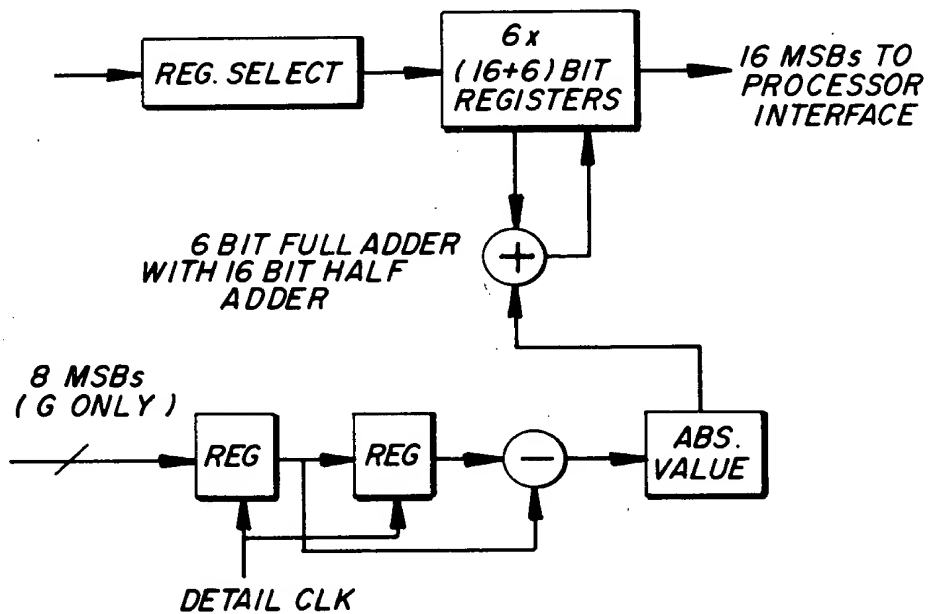 REG. SELECT
6x
(16+6) BIT
REGISTERS
16 MSBs TO
PROCESSOR
INTERFACE
6 BIT FULL ADDER
WITH 16 BIT HALF
ADDER
+
8 MSBs
(G ONLY)
REG
REG
−
ABS.
VALUE
DETAIL CLK